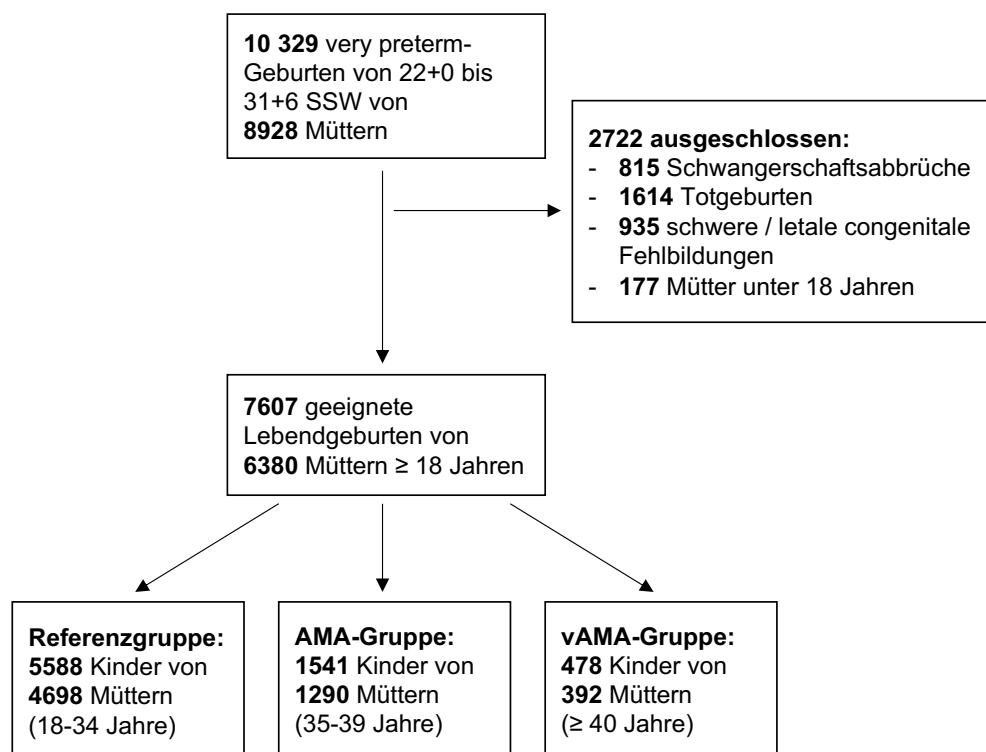 10 329 very preterm-
Geburten von 22+0 bis
31+6 SSW von
8928 Müttern
2722 ausgeschlossen:
- 815 Schwangerschaftsabbrüche
- 1614 Totgeburten
- 935 schwere / letale congenitale
Fehlbildungen
- 177 Mütter unter 18 Jahren
7607 geeignete
Lebendgeburten von
6380 Müttern ≥ 18 Jahren
Referenzgruppe:
5588 Kinder von
4698 Müttern
(18-34 Jahre)
AMA-Gruppe:
1541 Kinder von
1290 Müttern
(35-39 Jahre)
vAMA-Gruppe:
478 Kinder von
392 Müttern
(≥ 40 Jahre)